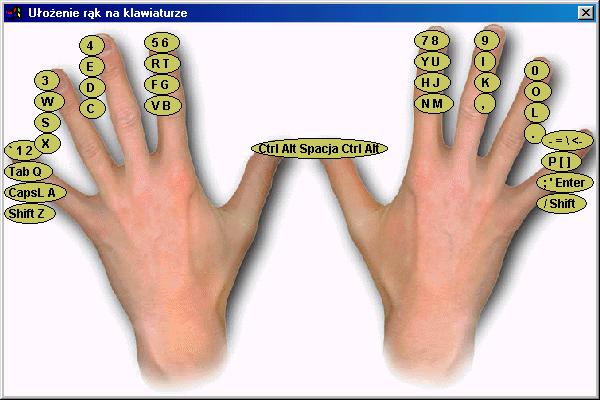 Ułożenie rąk na klawiaturze
` 1 2
Tab Q
CapsL A
Shift Z
3
W
S
X
4
E
D
C
5 6
R T
F G
V B
Ctrl Alt Spacja Ctrl Alt
7 8
Y U
H J
N M
9
I
K
,
0
O
L
.
- = \ <-
P [ ]
; ' Enter
/ Shift